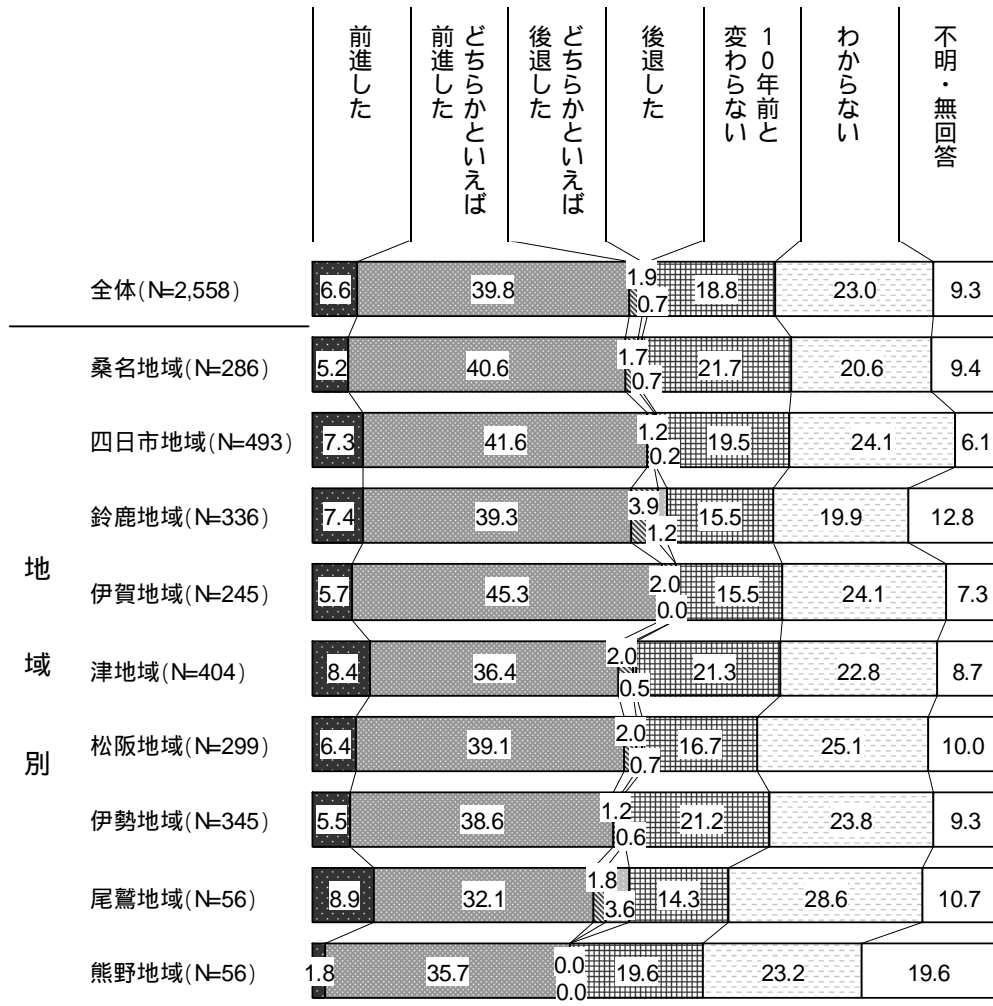 前進した
どちらかといえば
前進した
どちらかといえば
後退した
後退した
10年前と
変わらない
わからない
不明・無回答
全体(N=2,558)
6.6 39.8 1.9 0.7 18.8 23.0 9.3
地域別
桑名地域(N=286)
5.2 40.6 1.7 0.7 21.7 20.6 9.4
四日市地域(N=493)
7.3 41.6 1.2 0.2 19.5 24.1 6.1
鈴鹿地域(N=336)
7.4 39.3 3.9 1.2 15.5 19.9 12.8
伊賀地域(N=245)
5.7 45.3 2.0 0.0 15.5 24.1 7.3
津地域(N=404)
8.4 36.4 2.0 0.5 21.3 22.8 8.7
松阪地域(N=299)
6.4 39.1 2.0 0.7 16.7 25.1 10.0
伊勢地域(N=345)
5.5 38.6 1.2 0.6 21.2 23.8 9.3
尾鷲地域(N=56)
8.9 32.1 1.8 3.6 14.3 28.6 10.7
熊野地域(N=56)
1.8 35.7 0.0 0.0 19.6 23.2 19.6